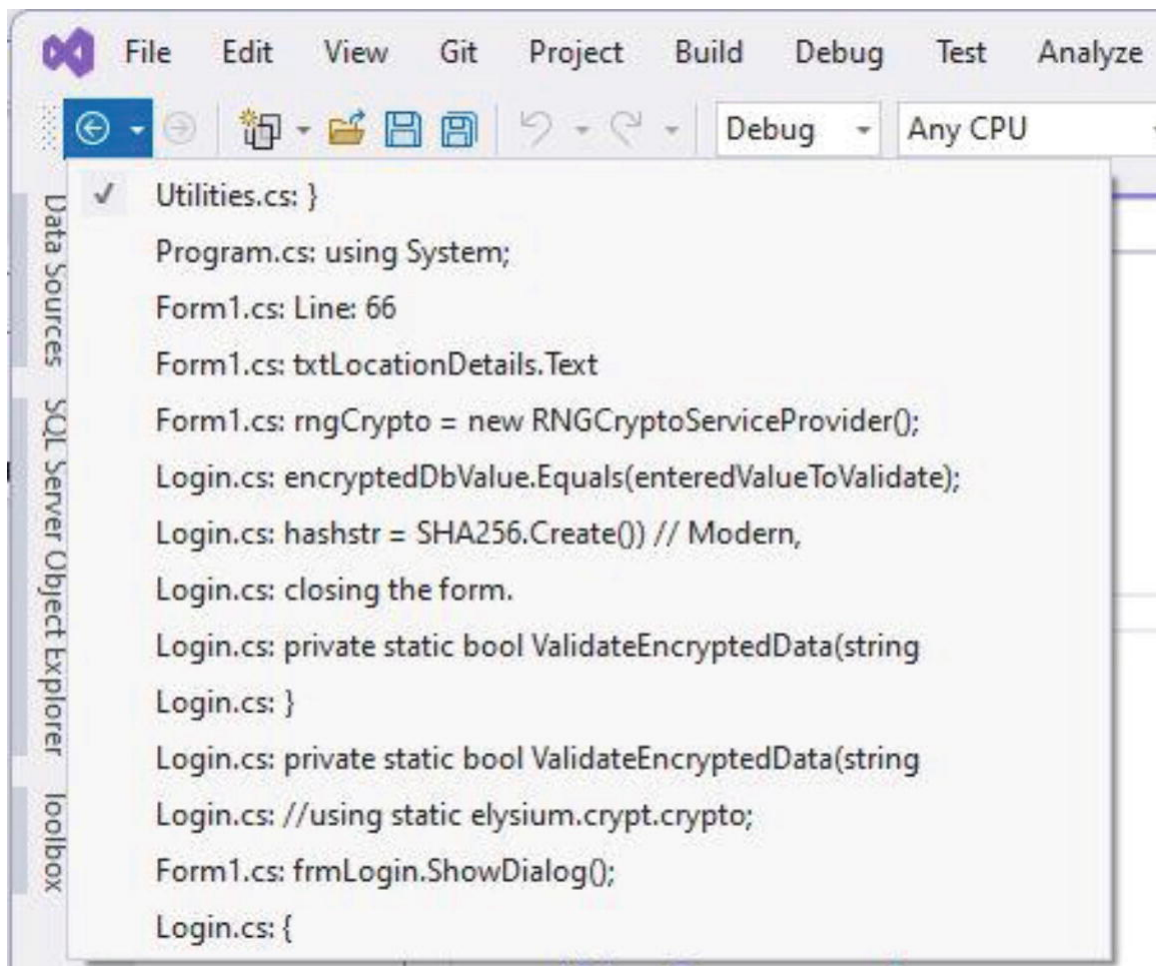 File Edit View Git Project Build Debug Test Analyze
Debug Any CPU
Utilities.cs: }
Program.cs: using System;
Form1.cs: Line: 66
Form1.cs: txtLocationDetails.Text
Form1.cs: rngCrypto = new RNGCryptoServiceProvider();
Login.cs: encryptedDbValue.Equals(enteredValueToValidate);
Login.cs: hashstr = SHA256.Create()) // Modern,
Login.cs: closing the form.
Login.cs: private static bool ValidateEncryptedData(string
Login.cs: }
Login.cs: private static bool ValidateEncryptedData(string
Login.cs: //using static elysium.crypt.crypto;
Form1.cs: frmLogin.ShowDialog();
Login.cs: {
Data Sources
SQL Server Object Explorer
Toolbox